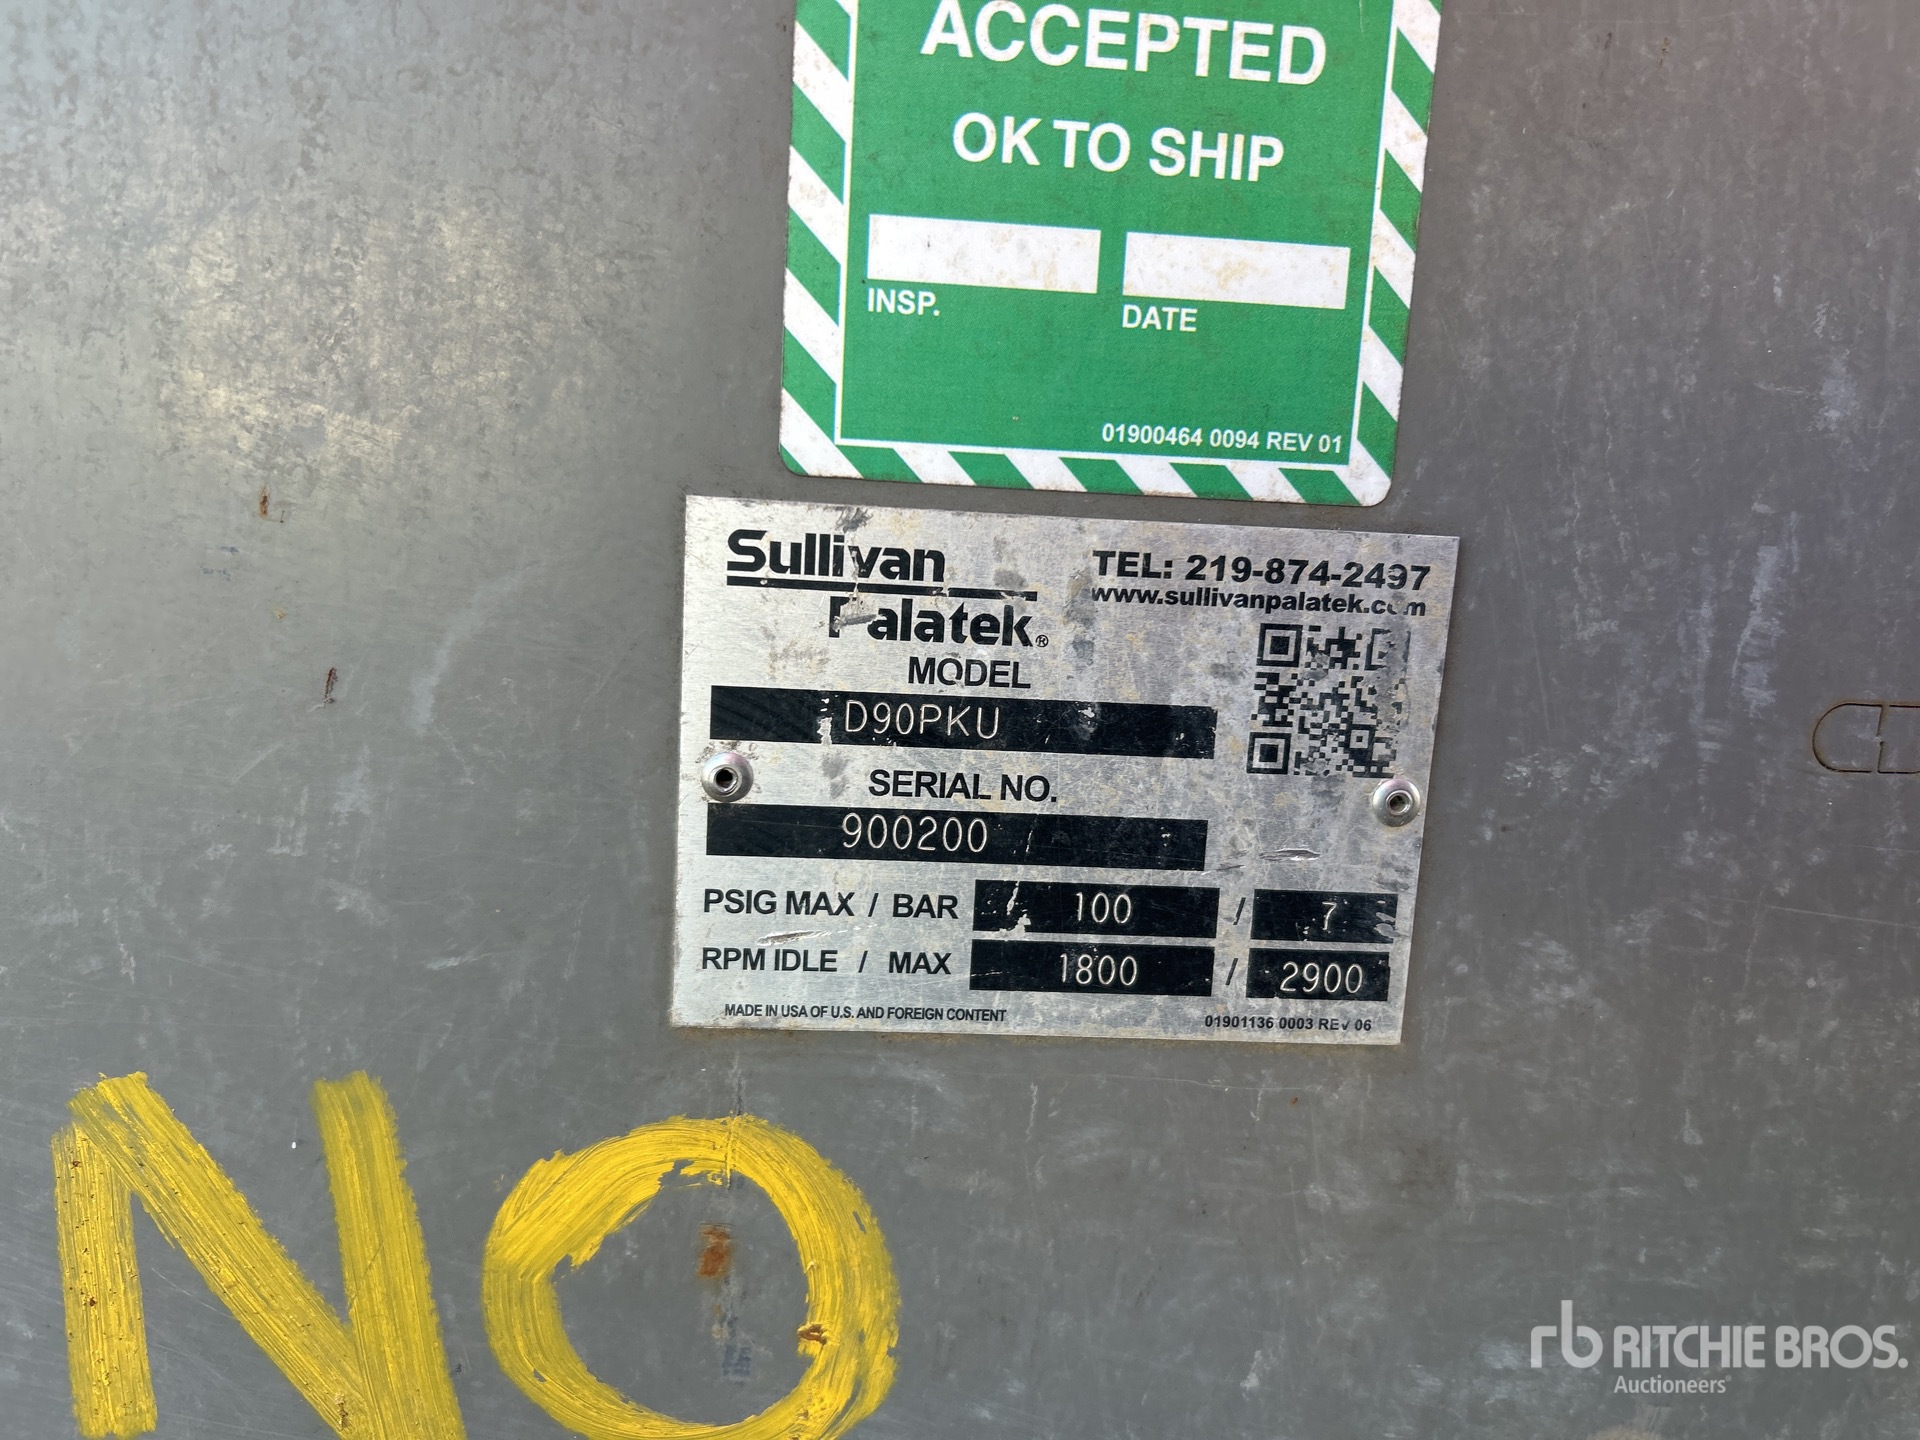 ACCEPTED
OK TO SHIP
INSP.
DATE
01900464 0094 REV 01
Sullivan
Palatek®
TEL: 219-874-2497
www.sullivanpalatek.com
MODEL
D90PKU
SERIAL NO.
900200
PSIG MAX / BAR 100 / 7
RPM IDLE / MAX 1800 / 2900
MADE IN USA OF U.S. AND FOREIGN CONTENT
01901136 0003 REV 06
NO
rb RITCHIE BROS.
Auctioneers